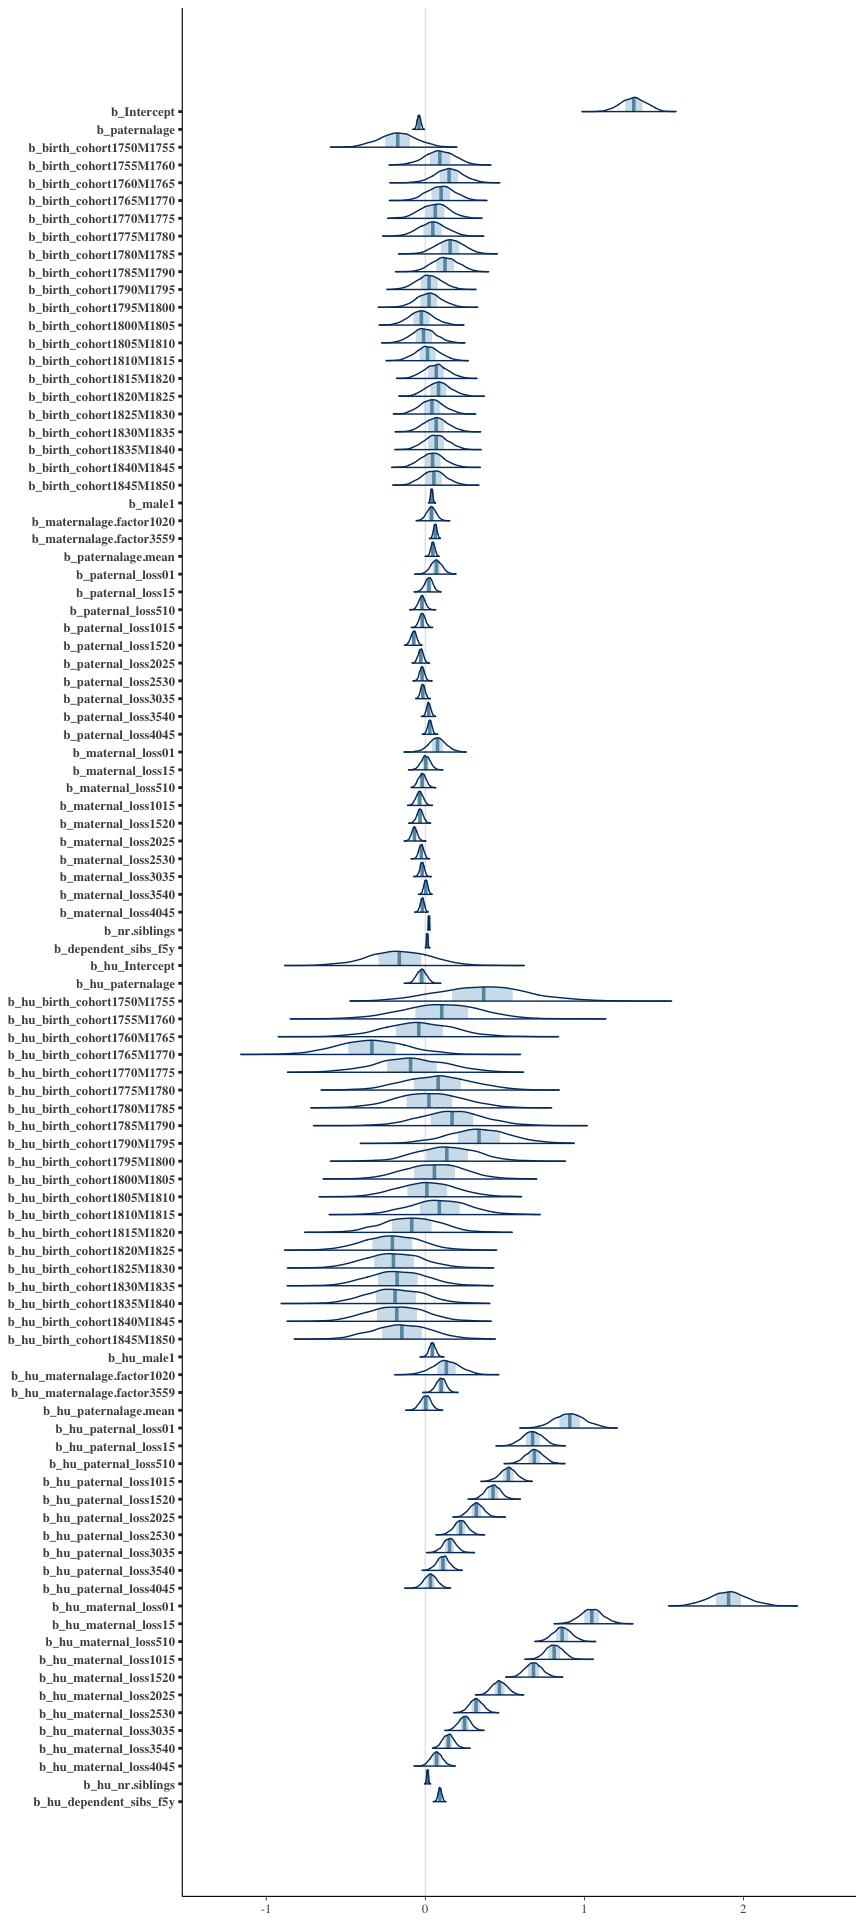 b_Intercept
b_paternalage
b_birth_cohort1750M1755
b_birth_cohort1755M1760
b_birth_cohort1760M1765
b_birth_cohort1765M1770
b_birth_cohort1770M1775
b_birth_cohort1775M1780
b_birth_cohort1780M1785
b_birth_cohort1785M1790
b_birth_cohort1790M1795
b_birth_cohort1795M1800
b_birth_cohort1800M1805
b_birth_cohort1805M1810
b_birth_cohort1810M1815
b_birth_cohort1815M1820
b_birth_cohort1820M1825
b_birth_cohort1825M1830
b_birth_cohort1830M1835
b_birth_cohort1835M1840
b_birth_cohort1840M1845
b_birth_cohort1845M1850
b_male1
b_maternalage.factor1020
b_maternalage.factor3559
b_paternalage.mean
b_paternal_loss01
b_paternal_loss15
b_paternal_loss510
b_paternal_loss1015
b_paternal_loss1520
b_paternal_loss2025
b_paternal_loss2530
b_paternal_loss3035
b_paternal_loss3540
b_paternal_loss4045
b_maternal_loss01
b_maternal_loss15
b_maternal_loss510
b_maternal_loss1015
b_maternal_loss1520
b_maternal_loss2025
b_maternal_loss2530
b_maternal_loss3035
b_maternal_loss3540
b_maternal_loss4045
b_nr.siblings
b_dependent_sibs_f5y
b_hu_Intercept
b_hu_paternalage
b_hu_birth_cohort1750M1755
b_hu_birth_cohort1755M1760
b_hu_birth_cohort1760M1765
b_hu_birth_cohort1765M1770
b_hu_birth_cohort1770M1775
b_hu_birth_cohort1775M1780
b_hu_birth_cohort1780M1785
b_hu_birth_cohort1785M1790
b_hu_birth_cohort1790M1795
b_hu_birth_cohort1795M1800
b_hu_birth_cohort1800M1805
b_hu_birth_cohort1805M1810
b_hu_birth_cohort1810M1815
b_hu_birth_cohort1815M1820
b_hu_birth_cohort1820M1825
b_hu_birth_cohort1825M1830
b_hu_birth_cohort1830M1835
b_hu_birth_cohort1835M1840
b_hu_birth_cohort1840M1845
b_hu_birth_cohort1845M1850
b_hu_male1
b_hu_maternalage.factor1020
b_hu_maternalage.factor3559
b_hu_paternalage.mean
b_hu_paternal_loss01
b_hu_paternal_loss15
b_hu_paternal_loss510
b_hu_paternal_loss1015
b_hu_paternal_loss1520
b_hu_paternal_loss2025
b_hu_paternal_loss2530
b_hu_paternal_loss3035
b_hu_paternal_loss3540
b_hu_paternal_loss4045
b_hu_maternal_loss01
b_hu_maternal_loss15
b_hu_maternal_loss510
b_hu_maternal_loss1015
b_hu_maternal_loss1520
b_hu_maternal_loss2025
b_hu_maternal_loss2530
b_hu_maternal_loss3035
b_hu_maternal_loss3540
b_hu_maternal_loss4045
b_hu_nr.siblings
b_hu_dependent_sibs_f5y
-1 0 1 2